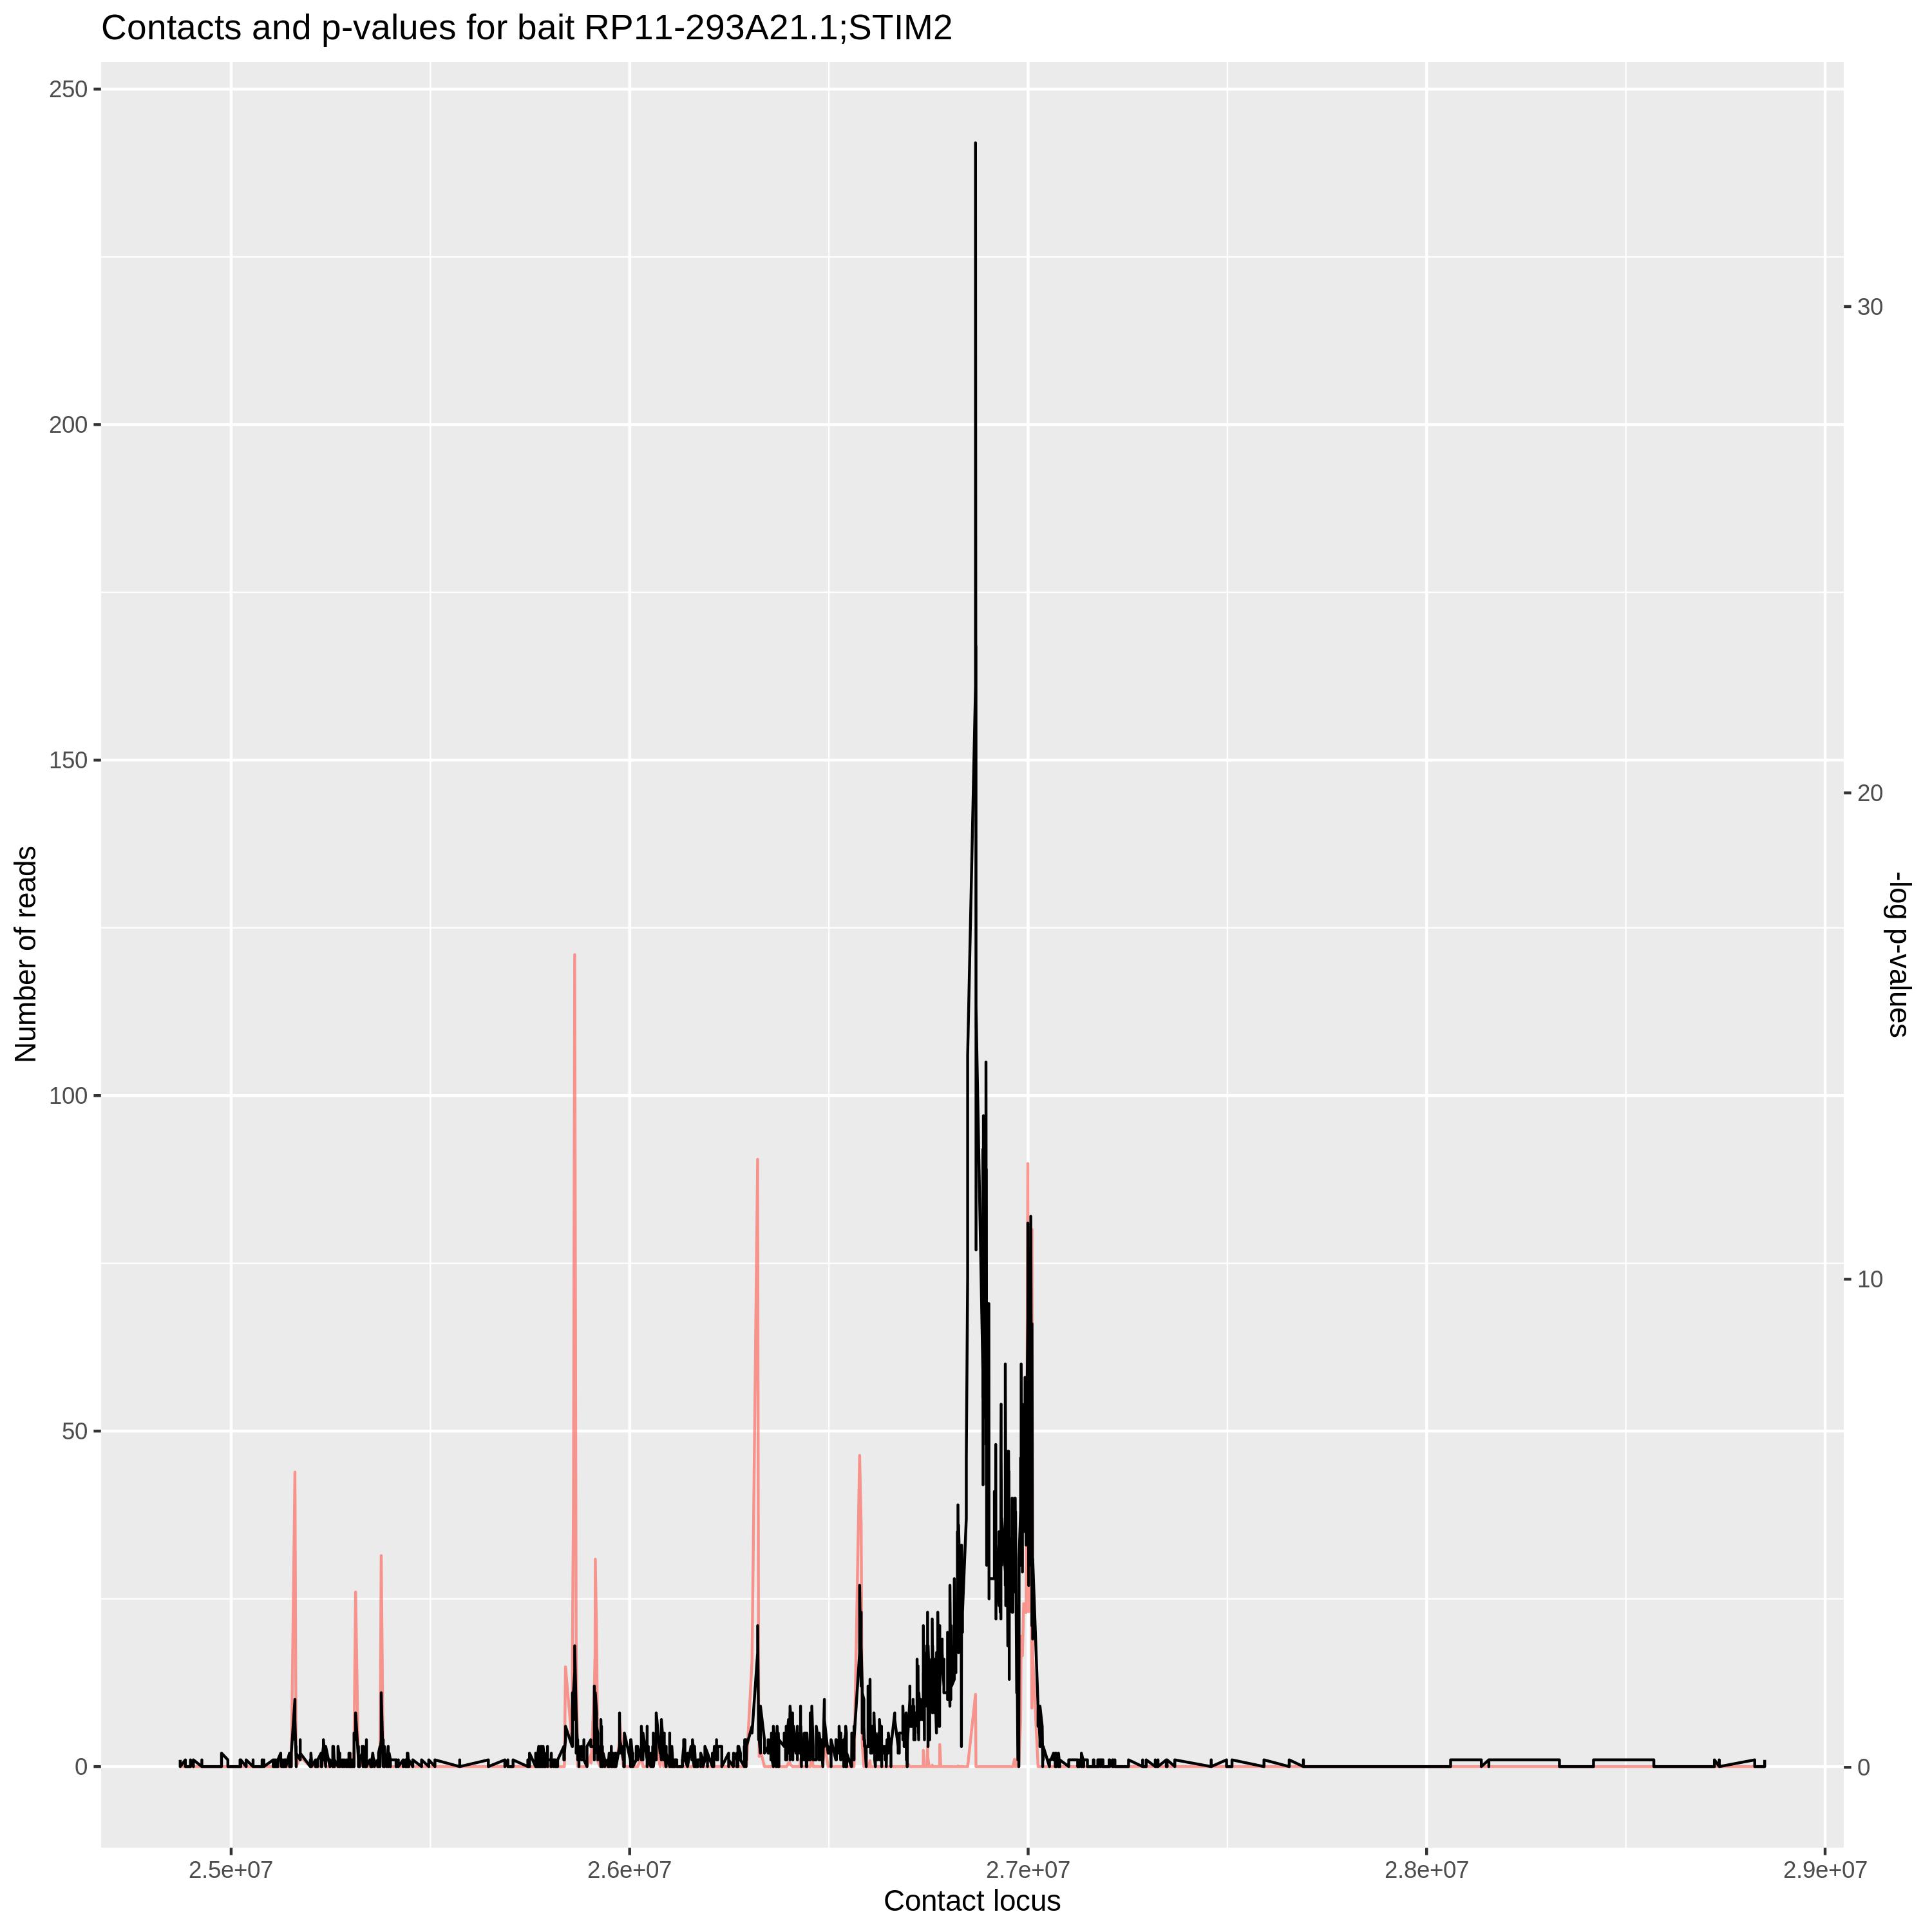 Contacts and p-values for bait RP11-293A21.1;STIM2
250
200
150
100
50
0
Number of reads
30
20
10
0
-log p-values
2.5e+07
2.6e+07
2.7e+07
2.8e+07
2.9e+07
Contact locus